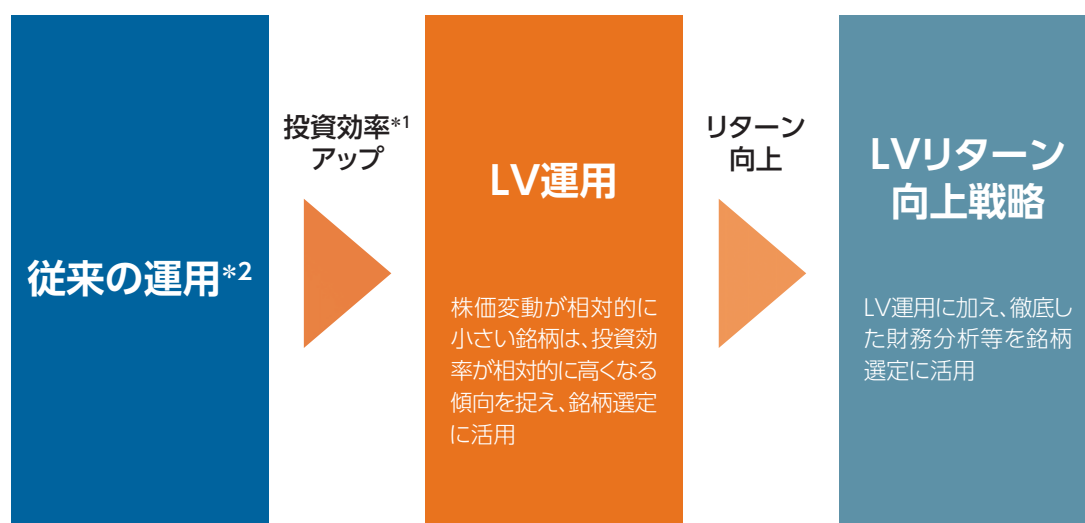 従来の運用*2
投資効率*1
アップ
LV運用
株価変動が相対的に
小さい銘柄は、投資効
率が相対的に高くなる
傾向を捉え、銘柄選定
に活用
リターン
向上
LVリターン
向上戦略
LV運用に加え、徹底し
た財務分析等を銘柄
選定に活用